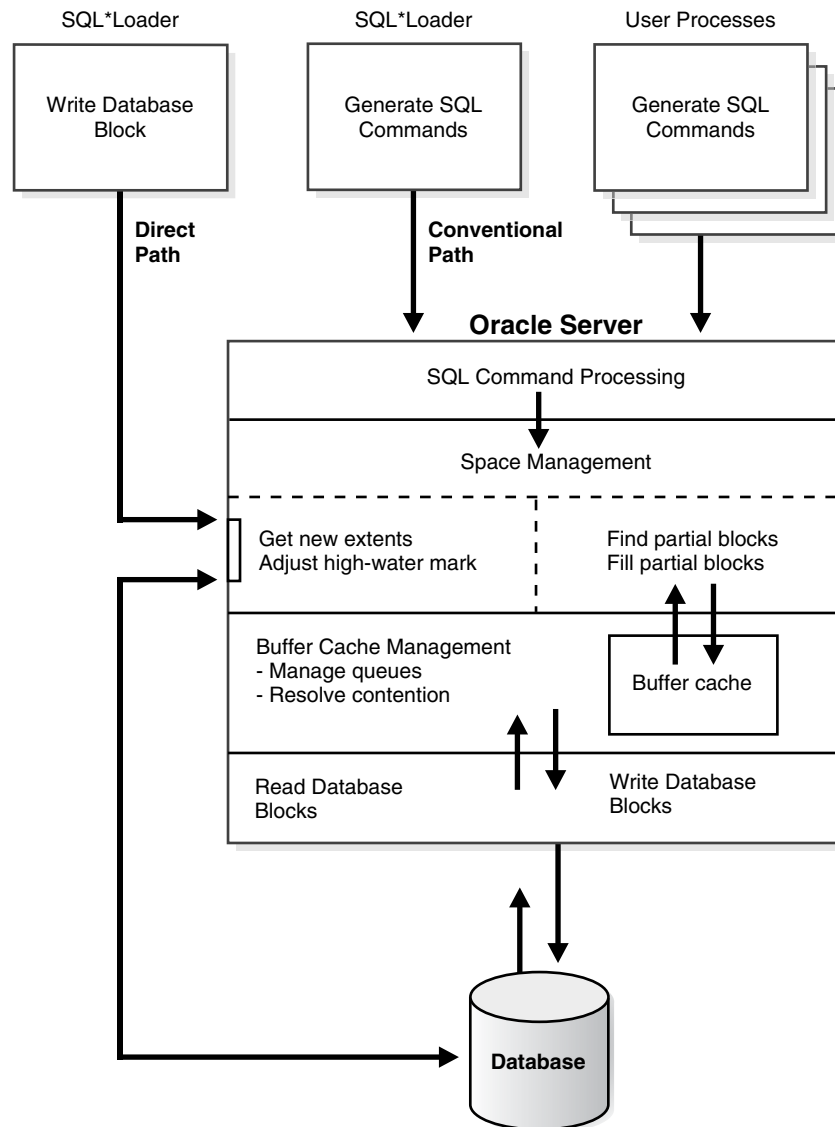 SQL*Loader
SQL*Loader
User Processes
Write Database
Block
Generate SQL
Commands
Generate SQL
Commands
Direct
Path
Conventional
Path
Oracle Server
SQL Command Processing
Space Management
Get new extents
Adjust high-water mark
Find partial blocks
Fill partial blocks
Buffer Cache Management
- Manage queues
- Resolve contention
Buffer cache
Read Database
Blocks
Write Database
Blocks
Database